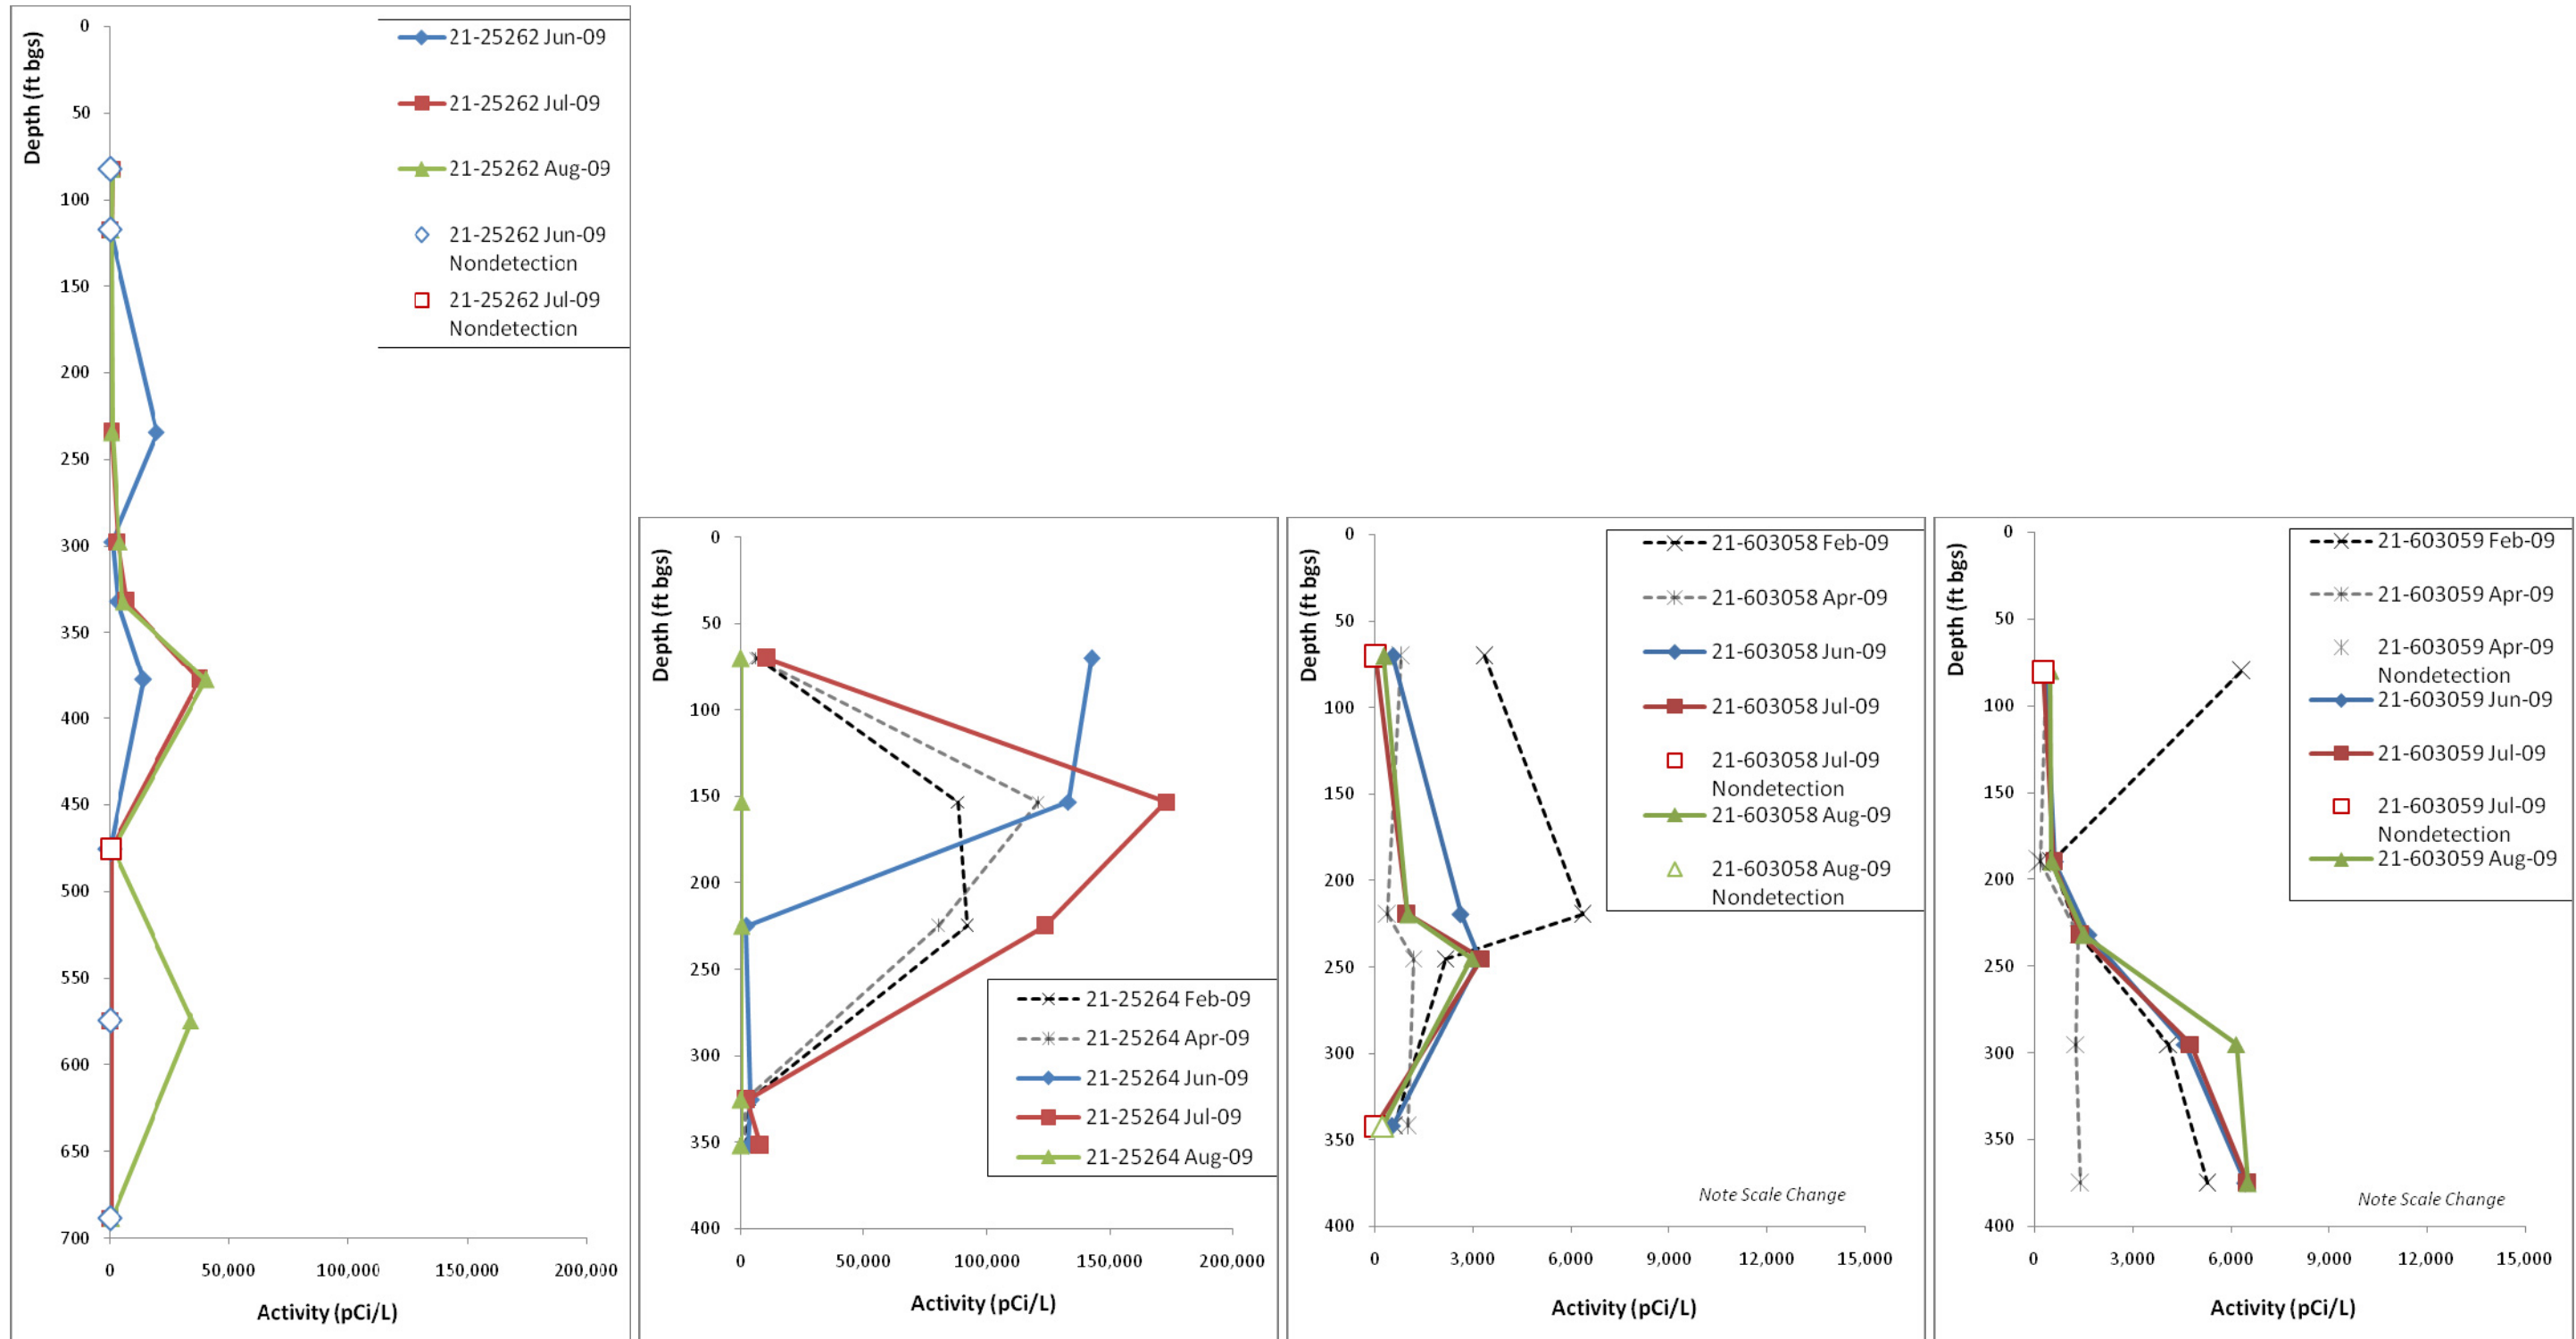 Depth (ft bgs)
0
50
100
150
200
250
300
350
400
450
500
550
600
650
700
0
50,000
100,000
150,000
200,000
Activity (pCi/L)
21-25262 Jun-09
21-25262 Jul-09
21-25262 Aug-09
21-25262 Jun-09
Nondetection
21-25262 Jul-09
Nondetection
Depth (ft bgs)
0
50
100
150
200
250
300
350
400
0
50,000
100,000
150,000
200,000
Activity (pCi/L)
21-25264 Feb-09
21-25264 Apr-09
21-25264 Jun-09
21-25264 Jul-09
21-25264 Aug-09
Depth (ft bgs)
0
50
100
150
200
250
300
350
400
0
3,000
6,000
9,000
12,000
15,000
Activity (pCi/L)
21-603058 Feb-09
21-603058 Apr-09
21-603058 Jun-09
21-603058 Jul-09
21-603058 Jul-09
Nondetection
21-603058 Aug-09
21-603058 Aug-09
Nondetection
Note Scale Change
Depth (ft bgs)
0
50
100
150
200
250
300
350
400
0
3,000
6,000
9,000
12,000
15,000
Activity (pCi/L)
21-603059 Feb-09
21-603059 Apr-09
21-603059 Apr-09
Nondetection
21-603059 Jun-09
21-603059 Jul-09
21-603059 Jul-09
Nondetection
21-603059 Aug-09
Note Scale Change